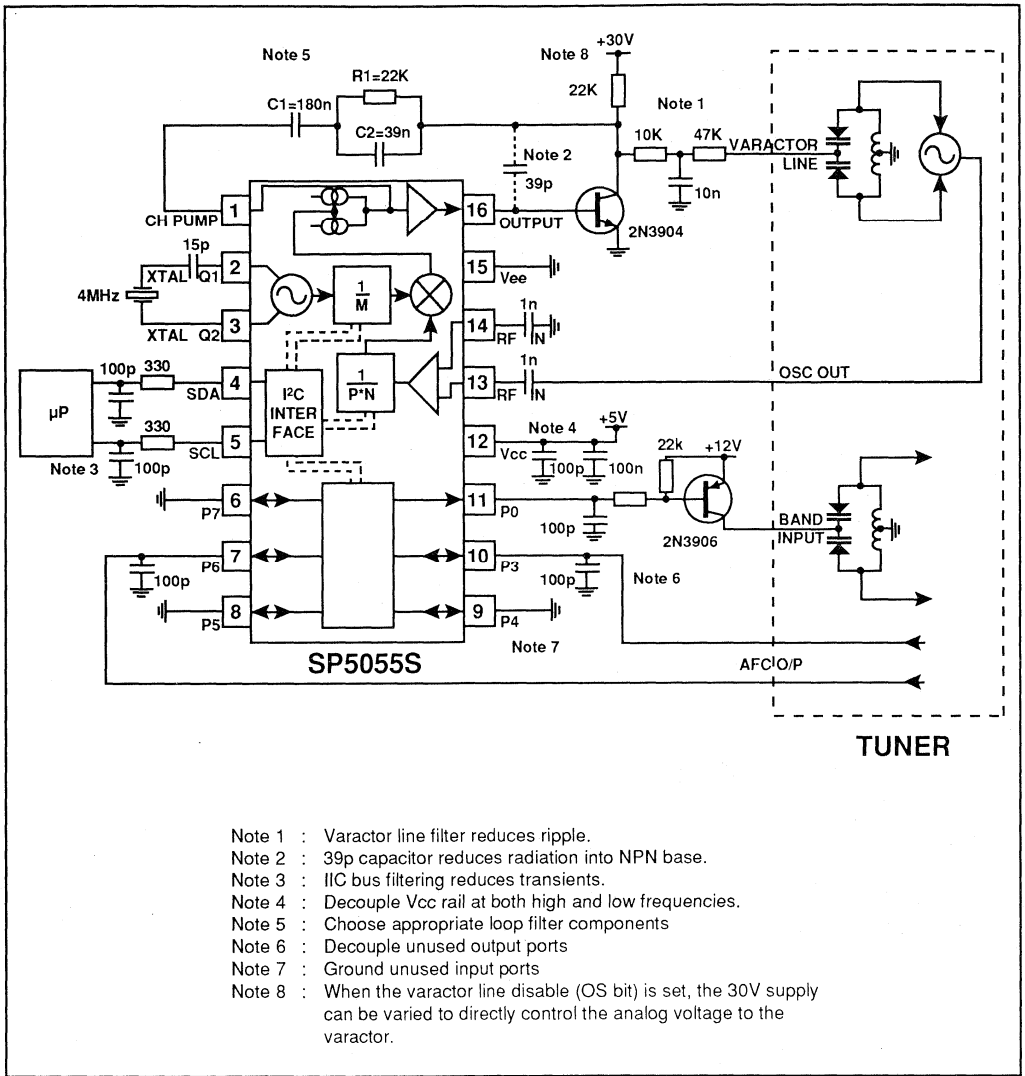 Note 5
Note 8
+30V
R1=22K
22K
Note 1
C1=180n
C2=39n
10K
47K
VARACTOR
LINE
Note 2
39p
10n
1
CH PUMP
16
OUTPUT
2N3904
15p
2
XTAL Q1
15
Vee
4MHz
1
M
1n
3
XTAL Q2
14
RF IN
1n
100p
330
4
SDA
1
P*N
13
RF IN
OSC OUT
µP
I²C
INTER
FACE
330
5
SCL
Note 4
+5V
12
Vcc
100p
100n
22k
+12V
Note 3
100p
6
P7
11
P0
100p
2N3906
BAND
INPUT
7
P6
100p
10
P3
100p
Note 6
8
P5
9
P4
Note 7
SP5055S
AFC O/P
TUNER
Note 1 : Varactor line filter reduces ripple.
Note 2 : 39p capacitor reduces radiation into NPN base.
Note 3 : IIC bus filtering reduces transients.
Note 4 : Decouple Vcc rail at both high and low frequencies.
Note 5 : Choose appropriate loop filter components
Note 6 : Decouple unused output ports
Note 7 : Ground unused input ports
Note 8 : When the varactor line disable (OS bit) is set, the 30V supply
can be varied to directly control the analog voltage to the
varactor.